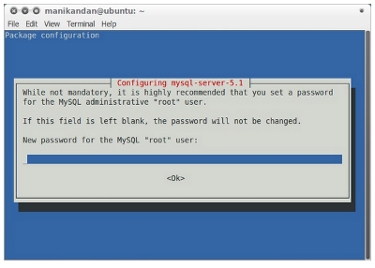 manikandan@ubuntu: ~
File Edit View Terminal Help
Package configuration
Configuring mysql-server-5.1
While not mandatory, it is highly recommended that you set a password
for the MySQL administrative "root" user.
If this field is left blank, the password will not be changed.
New password for the MySQL "root" user:
<Ok>